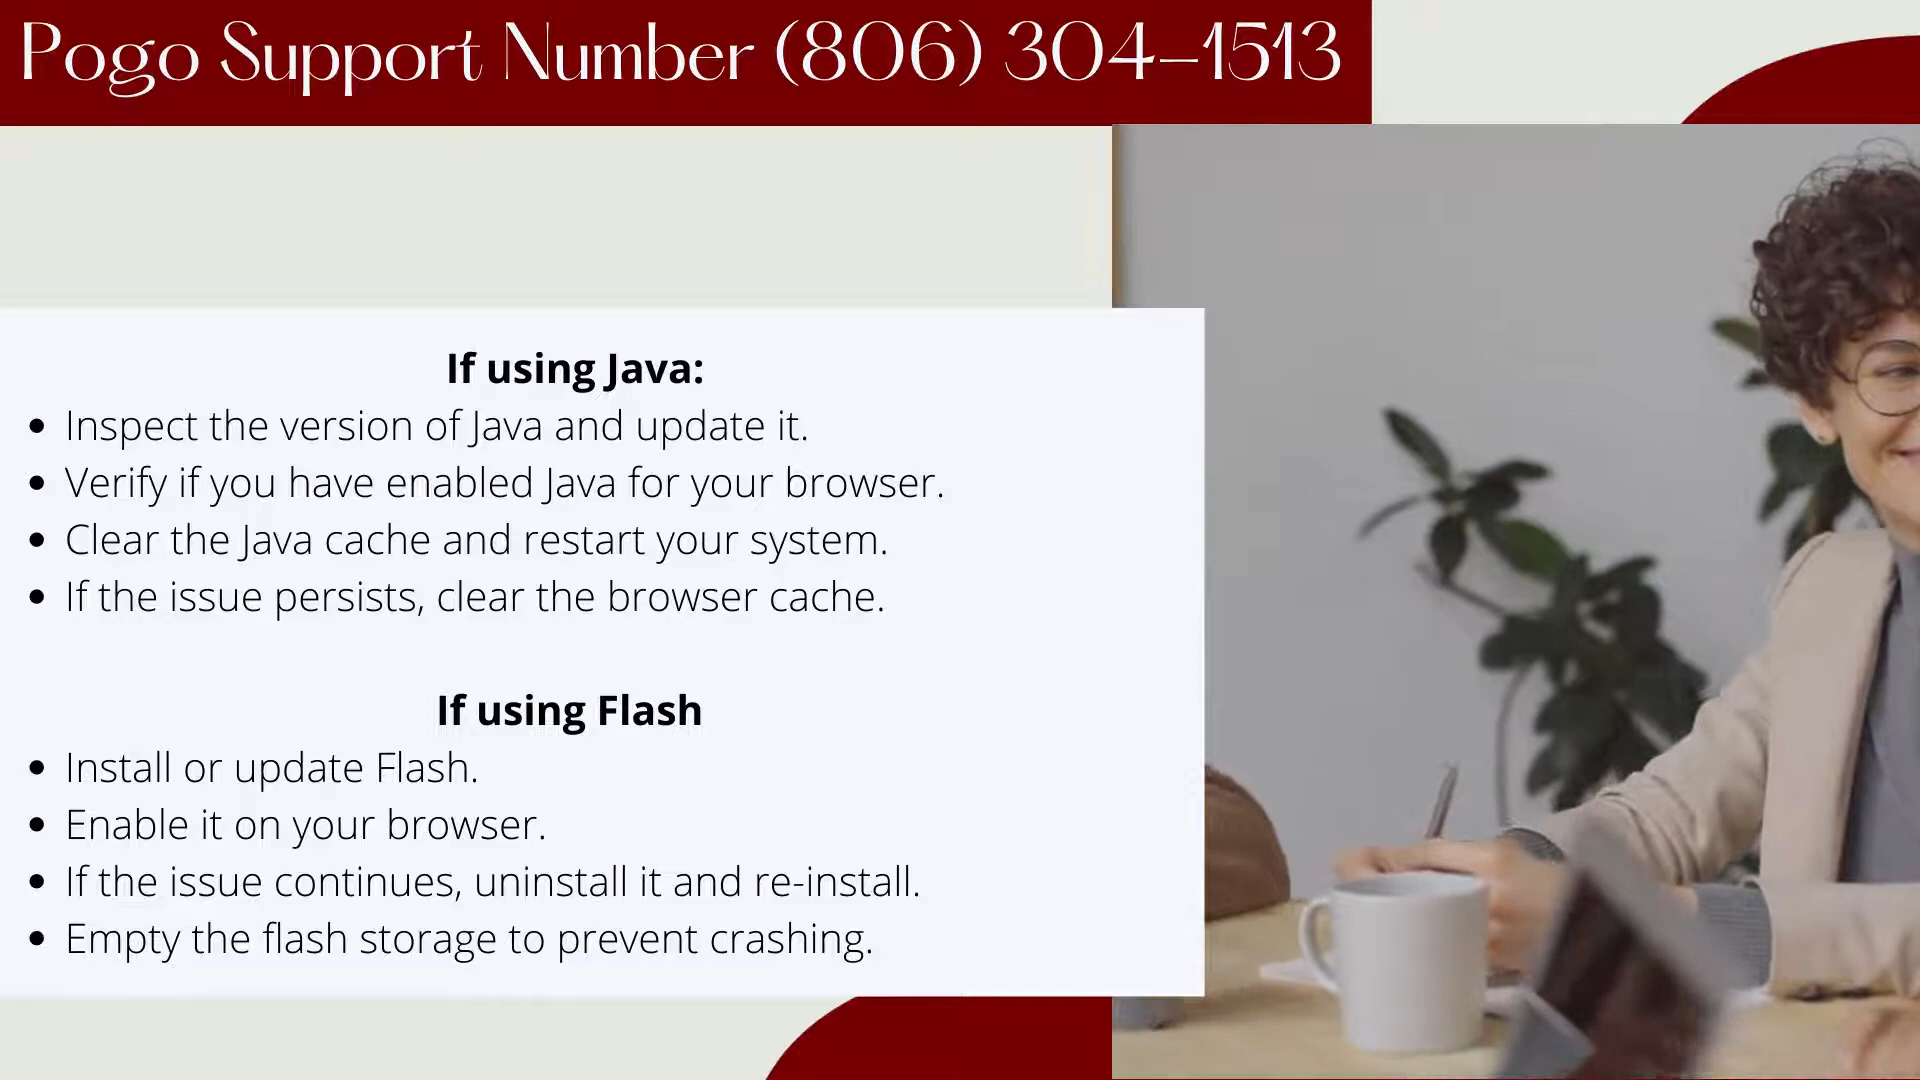 Pogo Support Number (806) 304-1513
If using Java:
• Inspect the version of Java and update it.
• Verify if you have enabled Java for your browser.
• Clear the Java cache and restart your system.
• If the issue persists, clear the browser cache.
If using Flash
• Install or update Flash.
• Enable it on your browser.
• If the issue continues, uninstall it and re-install.
• Empty the flash storage to prevent crashing.